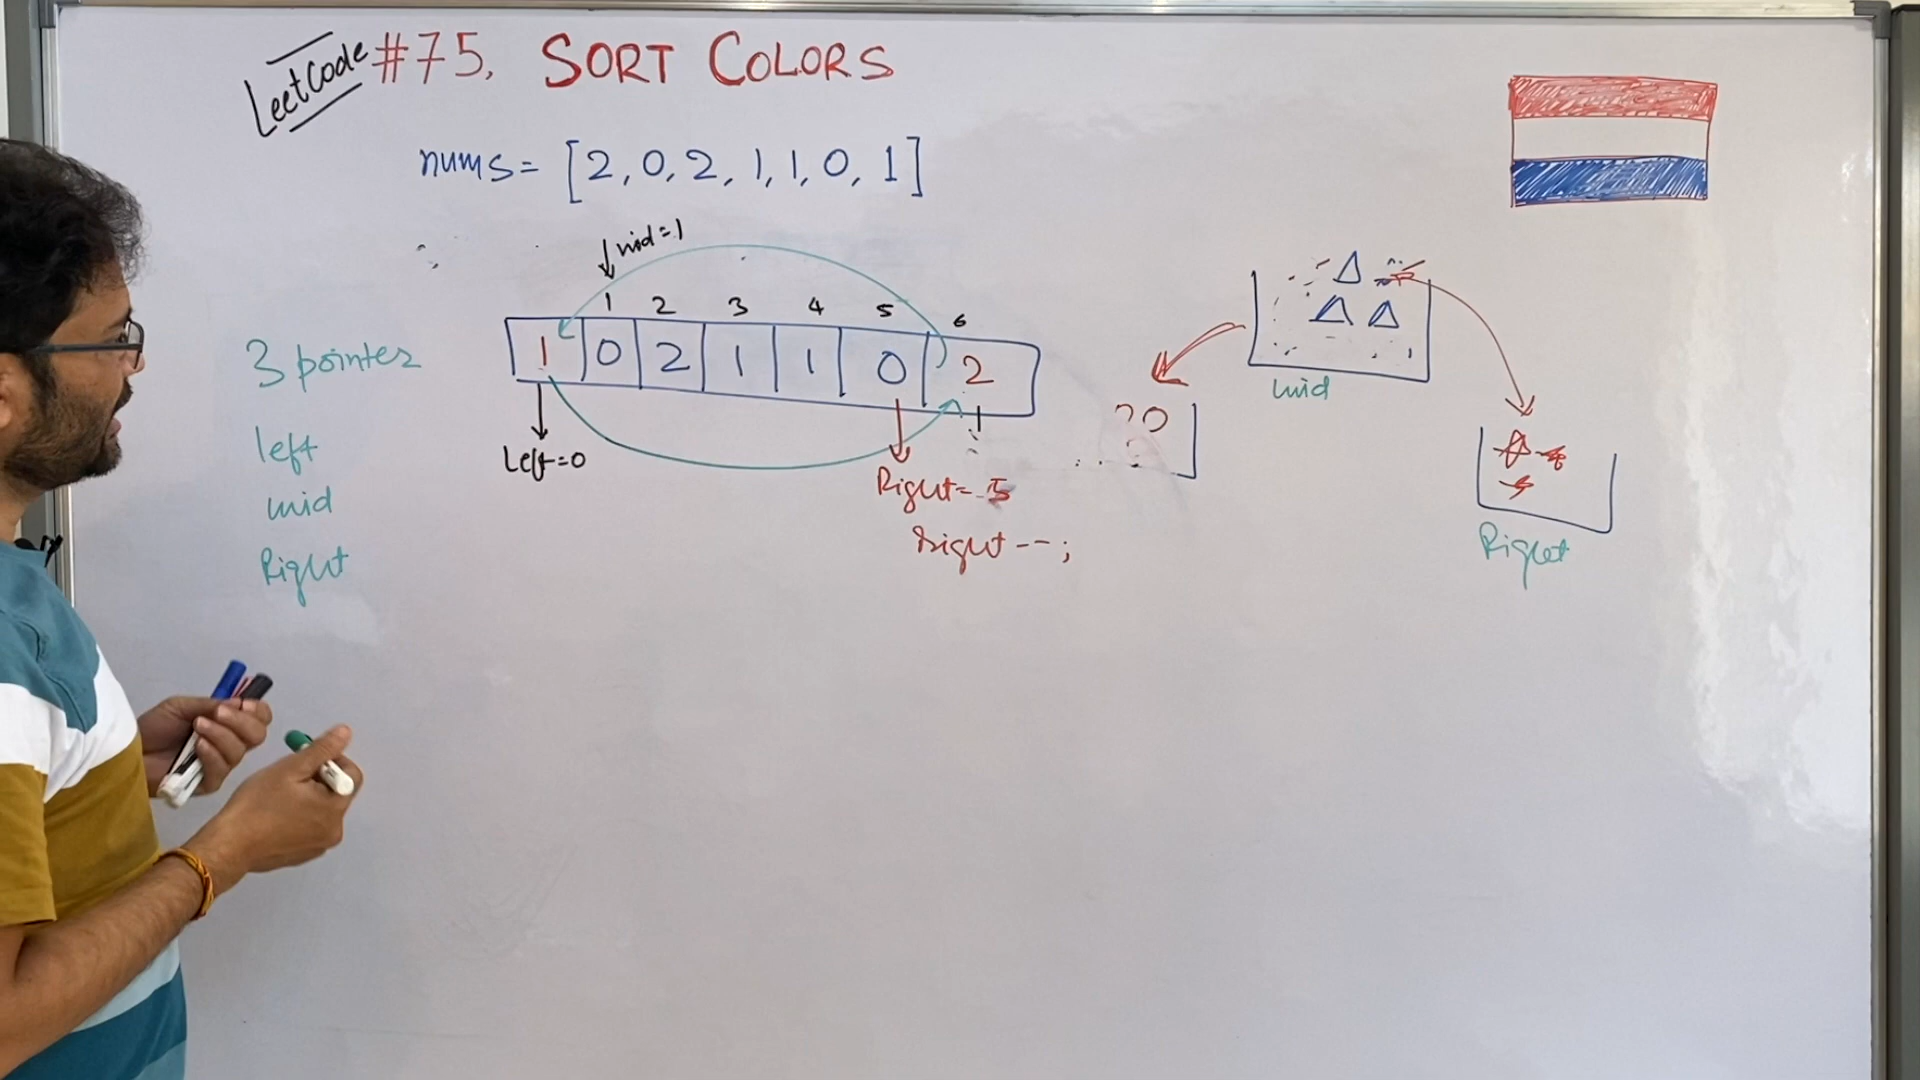 LeetCode #75. SORT COLORS
nums = [2, 0, 2, 1, 1, 0, 1]
mid=1
1 2 3 4 5 6
1 0 2 1 1 0 2
3 pointer
left
mid
Right
Left=0
Right= 5
Right --;
mid
Right